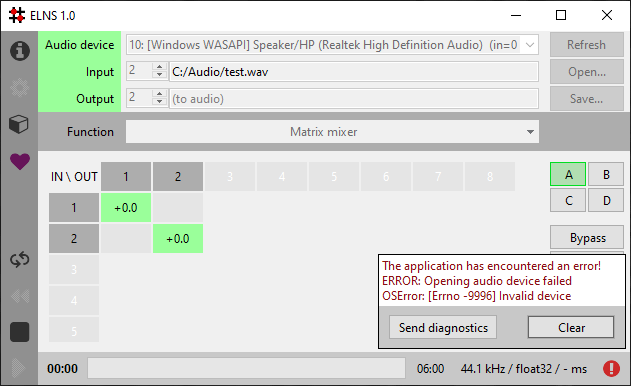 ELNS 1.0
Audio device
10: [Windows WASAPI] Speaker/HP (Realtek High Definition Audio) (in=0
Refresh
Input
2
C:/Audio/test.wav
Open...
Output
2
(to audio)
Save...
Function
Matrix mixer
IN \ OUT
1
2
3
4
5
6
7
8
A
B
1
+0.0
C
D
2
+0.0
Bypass
3
4
5
The application has encountered an error!
ERROR: Opening audio device failed
OSError: [Errno -9996] Invalid device
Send diagnostics
Clear
00:00
06:00
44.1 kHz / float32 / - ms